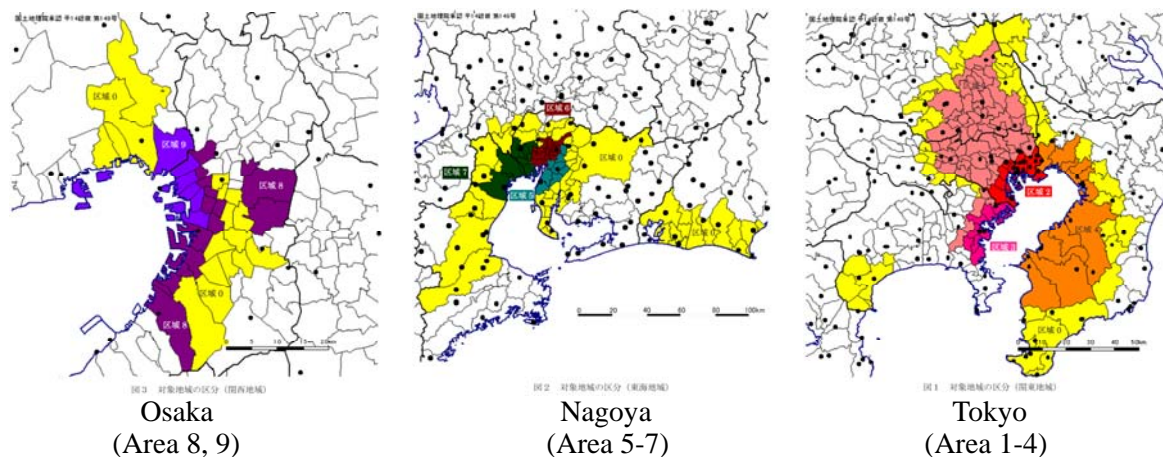 国土地理院承認 平14総複 第149号
区域0
区域9
区域8
区域0
区域8
0 5 10 15 20km
図3 対象地域の区分(関西地域)
Osaka
(Area 8, 9)
国土地理院承認 平14総複 第149号
区域6
区域0
区域7
区域5
区域0
0 20 40 60 80 100km
図2 対象地域の区分(東海地域)
Nagoya
(Area 5-7)
国土地理院承認 平14総複 第149号
区域2
区域3
区域0
図1 対象地域の区分(関東地域)
Tokyo
(Area 1-4)